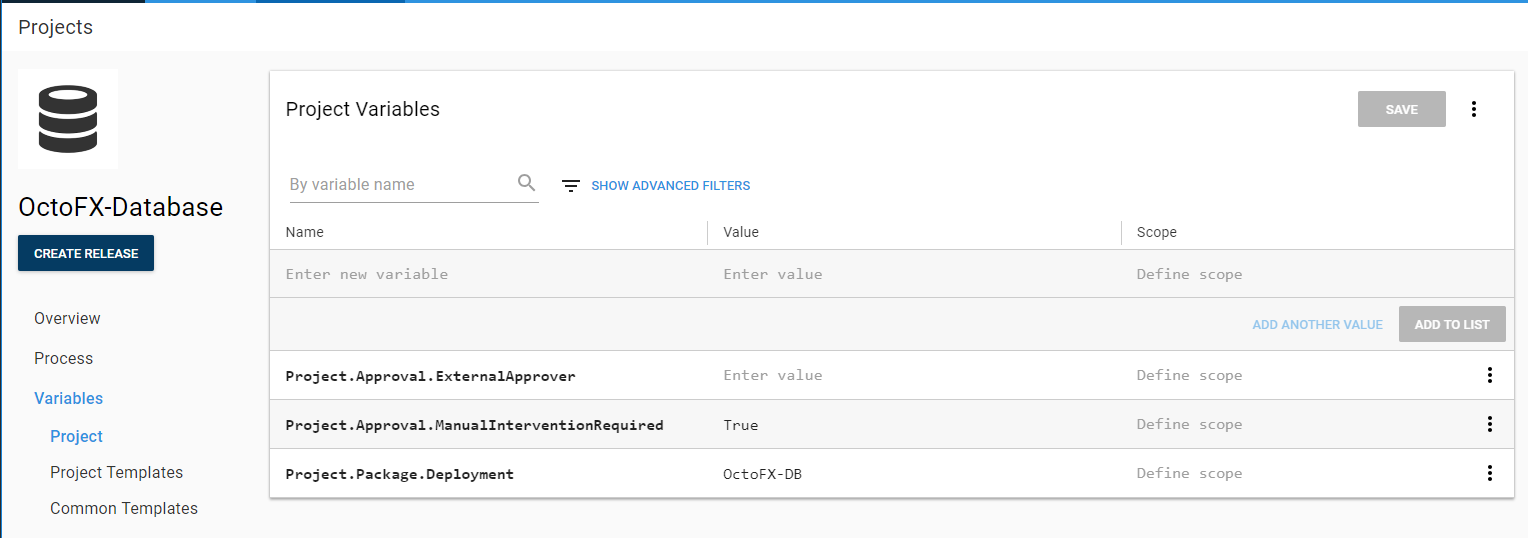 Projects
OctoFX-Database
CREATE RELEASE
Overview
Process
Variables
Project
Project Templates
Common Templates
Project Variables
SAVE
By variable name
SHOW ADVANCED FILTERS
Name Value Scope
Enter new variable Enter value Define scope
ADD ANOTHER VALUE ADD TO LIST
Project.Approval.ExternalApprover Enter value Define scope
Project.Approval.ManualInterventionRequired True Define scope
Project.Package.Deployment OctoFX-DB Define scope